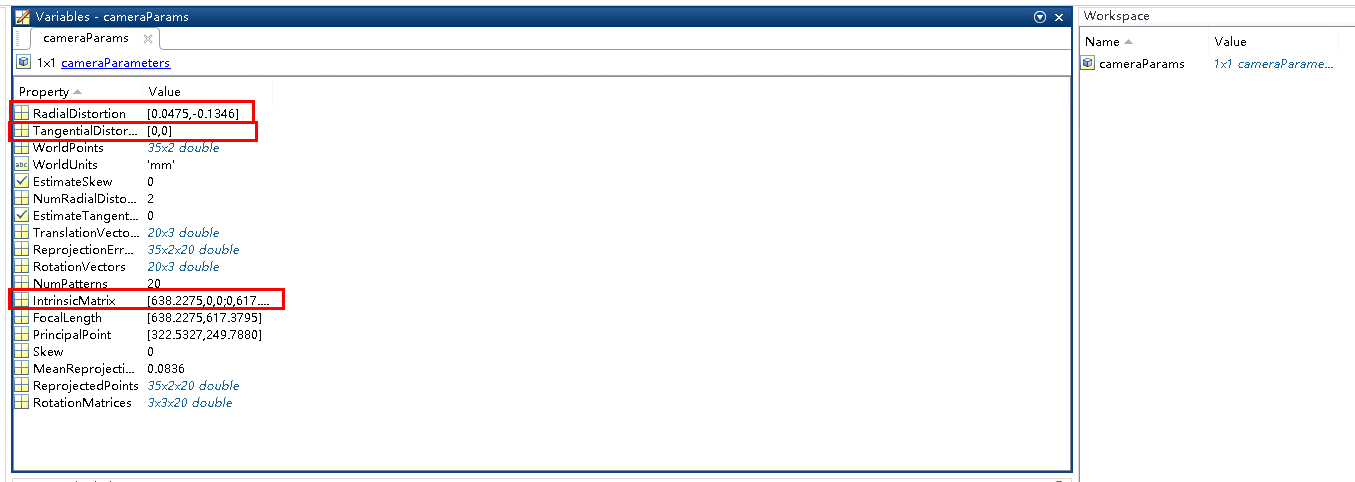 Variables - cameraParams
cameraParams
1x1 cameraParameters
Property Value
RadialDistortion [0.0475,-0.1346]
TangentialDistor... [0,0]
WorldPoints 35x2 double
abc WorldUnits 'mm'
EstimateSkew 0
NumRadialDisto... 2
EstimateTangent... 0
TranslationVecto... 20x3 double
ReprojectionErr... 35x2x20 double
RotationVectors 20x3 double
NumPatterns 20
IntrinsicMatrix [638.2275,0,0;0,617....
FocalLength [638.2275,617.3795]
PrincipalPoint [322.5327,249.7880]
Skew 0
MeanReprojecti... 0.0836
ReprojectedPoints 35x2x20 double
RotationMatrices 3x3x20 double
Workspace
Name Value
cameraParams 1x1 cameraParame...